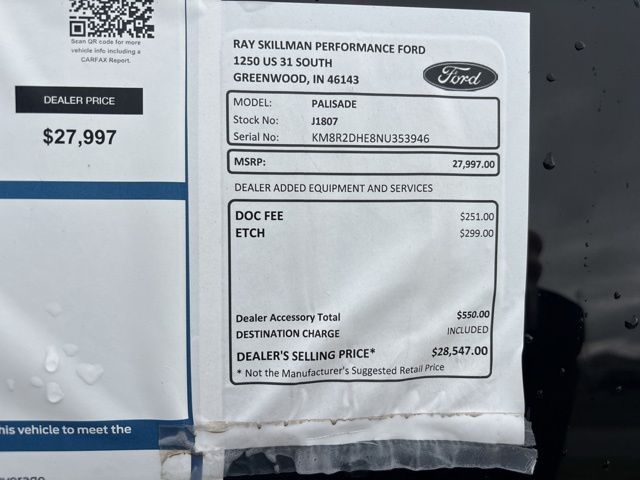 Scan QR code for more
vehicle info including a
CARFAX Report.
DEALER PRICE
$27,997
his vehicle to meet the
RAY SKILLMAN PERFORMANCE FORD
1250 US 31 SOUTH
GREENWOOD, IN 46143
Ford
MODEL: PALISADE
Stock No: J1807
Serial No: KM8R2DHE8NU353946
MSRP: 27,997.00
DEALER ADDED EQUIPMENT AND SERVICES
DOC FEE $251.00
ETCH $299.00
Dealer Accessory Total $550.00
DESTINATION CHARGE INCLUDED
DEALER'S SELLING PRICE* $28,547.00
* Not the Manufacturer's Suggested Retail Price